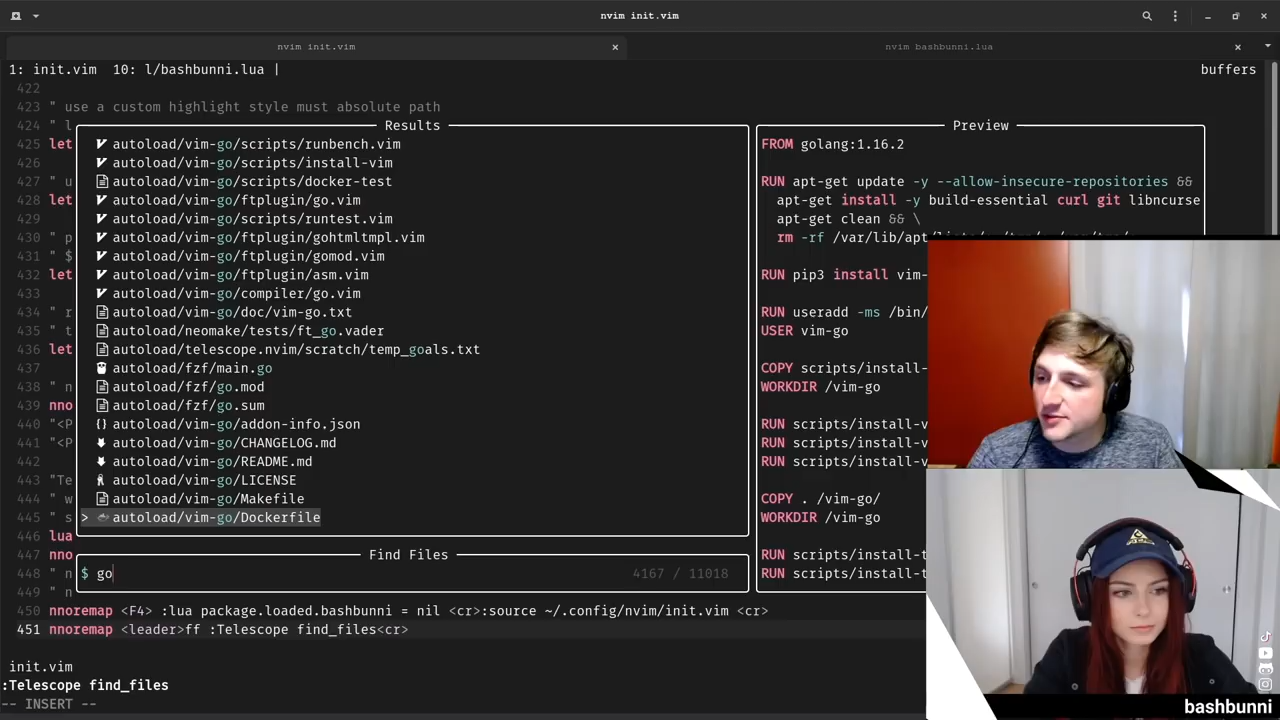 nvim init.vim
nvim init.vim
nvim bashbunni.lua
1: init.vim 10: l/bashbunni.lua |
buffers
422
423 " use a custom highlight style must absolute path
424 " l
425 let
426
427 " u
428 let
429
430 " p
431 " $
432 let
433
434 " r
435 " t
436 let
437
438 " n
439 nno
440 "<P
441 "<P
442
443 "Te
444 " w
445 " s
446 lua
447 nno
448 " n
449 " n
450 nnoremap <F4> :lua package.loaded.bashbunni = nil <cr>:source ~/.config/nvim/init.vim <cr>
451 nnoremap <leader>ff :Telescope find_files<cr>
Results
autoload/vim-go/scripts/runbench.vim
autoload/vim-go/scripts/install-vim
autoload/vim-go/scripts/docker-test
autoload/vim-go/ftplugin/go.vim
autoload/vim-go/scripts/runtest.vim
autoload/vim-go/ftplugin/gohtmltmpl.vim
autoload/vim-go/ftplugin/gomod.vim
autoload/vim-go/ftplugin/asm.vim
autoload/vim-go/compiler/go.vim
autoload/vim-go/doc/vim-go.txt
autoload/neomake/tests/ft_go.vader
autoload/telescope.nvim/scratch/temp_goals.txt
autoload/fzf/main.go
autoload/fzf/go.mod
autoload/fzf/go.sum
{} autoload/vim-go/addon-info.json
autoload/vim-go/CHANGELOG.md
autoload/vim-go/README.md
autoload/vim-go/LICENSE
autoload/vim-go/Makefile
> autoload/vim-go/Dockerfile
Find Files
$ go
4167 / 11018
Preview
FROM golang:1.16.2
RUN apt-get update -y --allow-insecure-repositories &&
apt-get install -y build-essential curl git libncurse
apt-get clean && \
rm -rf /var/lib/apt
RUN pip3 install vim-
RUN useradd -ms /bin/
USER vim-go
COPY scripts/install-
WORKDIR /vim-go
RUN scripts/install-v
RUN scripts/install-v
RUN scripts/install-v
COPY . /vim-go/
WORKDIR /vim-go
RUN scripts/install-t
RUN scripts/install-t
init.vim
:Telescope find_files
-- INSERT --
bashbunni